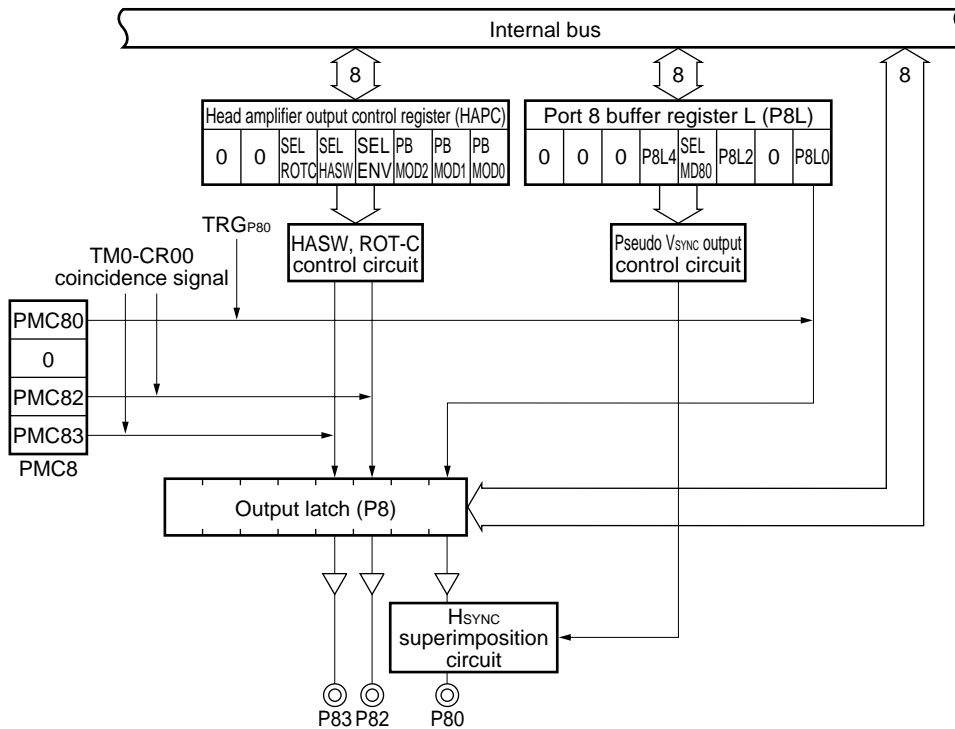 Internal bus
8
8
8
Head amplifier output control register (HAPC)
0
0
SEL ROTC
SEL HASW
SEL ENV
PB MOD2
PB MOD1
PB MOD0
Port 8 buffer register L (P8L)
0
0
0
P8L4
SEL MD80
P8L2
0
P8L0
TRGP80
TM0-CR00
coincidence signal
HASW, ROT-C
control circuit
Pseudo VSYNC output
control circuit
PMC80
0
PMC82
PMC83
PMC8
Output latch (P8)
HSYNC
superimposition
circuit
P83
P82
P80